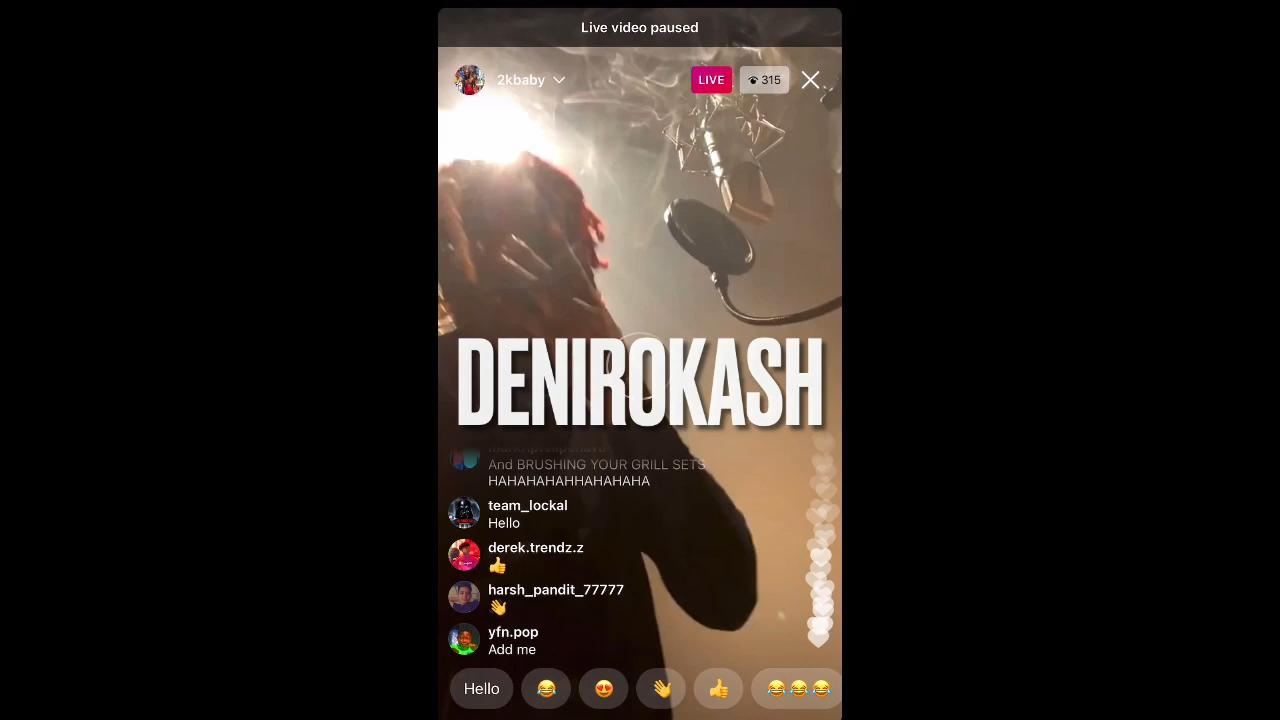 Live video paused
2kbaby
LIVE
315
DENIROKASH
And BRUSHING YOUR GRILL SETS
HAHAHAHAHHAHAHAHA
team_lockal
Hello
derek.trendz.z
👍
harsh_pandit_77777
👋
yfn.pop
Add me
Hello 😂 😍 👋 👍 😂😂😂